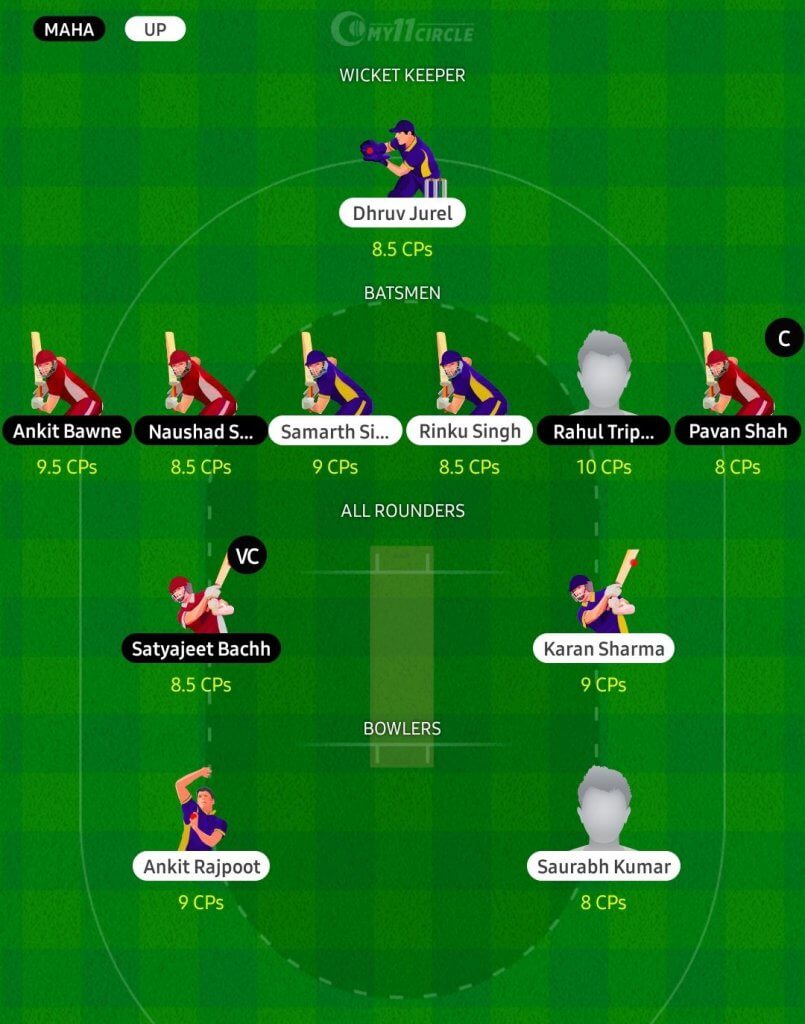 MAHA UP
MY11CIRCLE
WICKET KEEPER
Dhruv Jurel
8.5 CPs
BATSMEN
C
Ankit Bawne Naushad S... Samarth Si... Rinku Singh Rahul Trip... Pavan Shah
9.5 CPs 8.5 CPs 9 CPs 8.5 CPs 10 CPs 8 CPs
ALL ROUNDERS
VC
Satyajeet Bachh Karan Sharma
8.5 CPs 9 CPs
BOWLERS
Ankit Rajpoot Saurabh Kumar
9 CPs 8 CPs